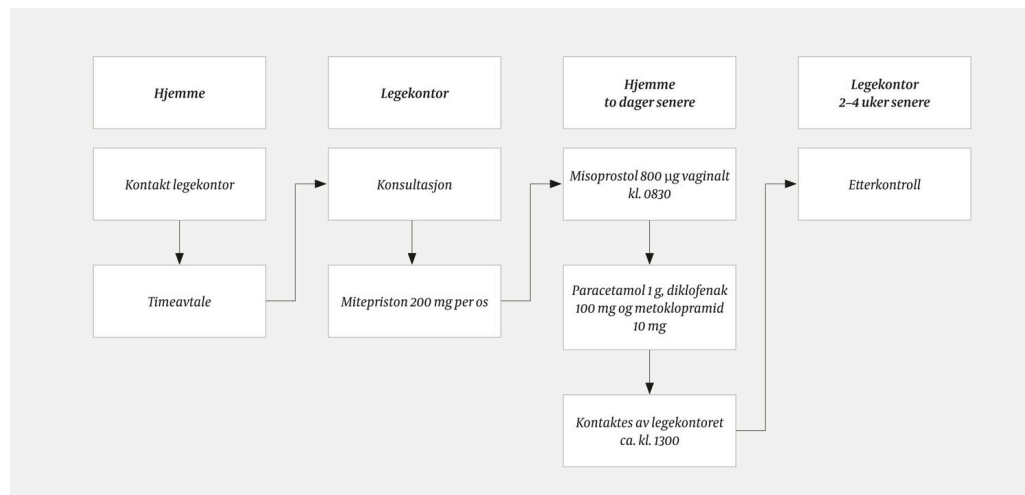 Hjemme
Legekontor
Hjemme
to dager senere
Legekontor
2–4 uker senere
Kontakt legekontor
Timeavtale
Konsultasjon
Mitepriston 200 mg per os
Misoprostol 800 µg vaginalt
kl. 0830
Paracetamol 1 g, diklofenak
100 mg og metoklopramid
10 mg
Kontaktes av legekontoret
ca. kl. 1300
Etterkontroll